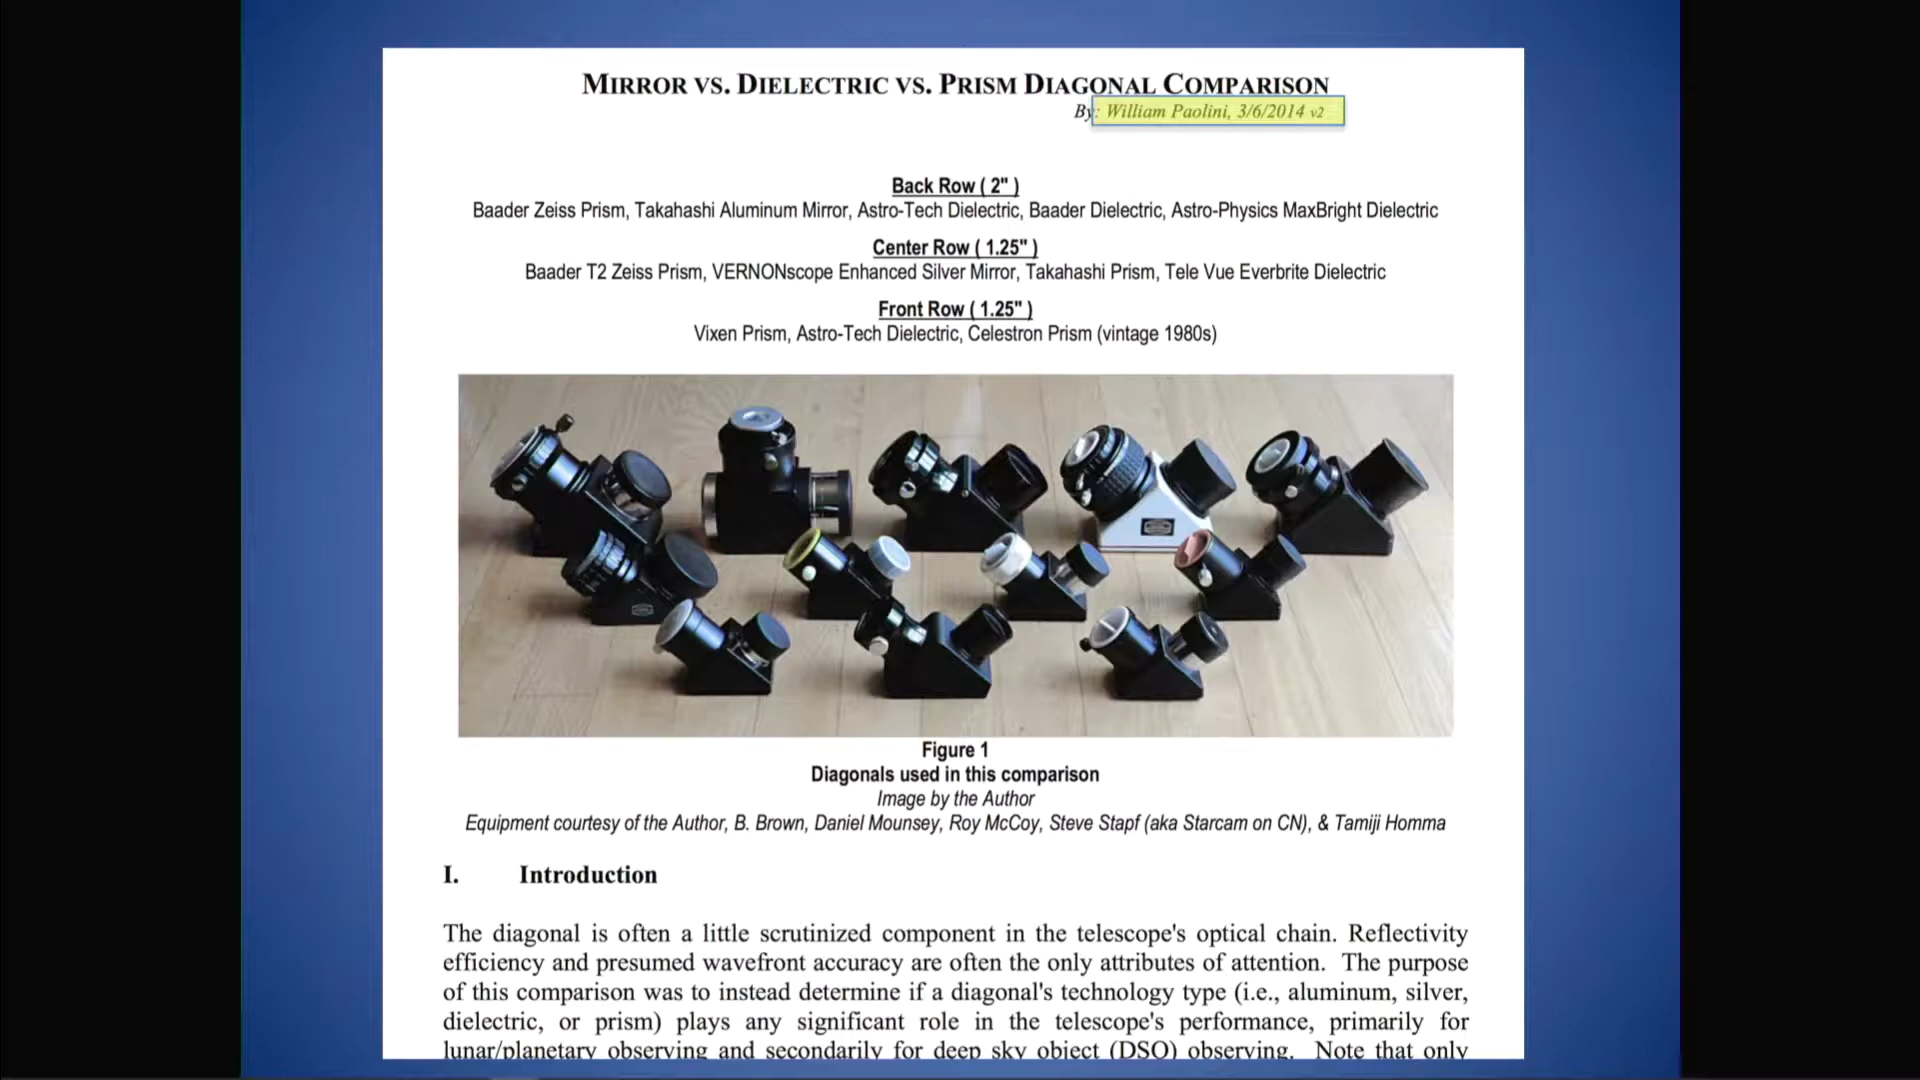 MIRROR VS. DIELECTRIC VS. PRISM DIAGONAL COMPARISON
By: William Paolini, 3/6/2014 v2
Back Row ( 2" )
Baader Zeiss Prism, Takahashi Aluminum Mirror, Astro-Tech Dielectric, Baader Dielectric, Astro-Physics MaxBright Dielectric
Center Row ( 1.25" )
Baader T2 Zeiss Prism, VERNONscope Enhanced Silver Mirror, Takahashi Prism, Tele Vue Everbrite Dielectric
Front Row ( 1.25" )
Vixen Prism, Astro-Tech Dielectric, Celestron Prism (vintage 1980s)
Figure 1
Diagonals used in this comparison
Image by the Author
Equipment courtesy of the Author, B. Brown, Daniel Mounsey, Roy McCoy, Steve Stapf (aka Starcam on CN), & Tamiji Homma
I. Introduction
The diagonal is often a little scrutinized component in the telescope's optical chain. Reflectivity
efficiency and presumed wavefront accuracy are often the only attributes of attention. The purpose
of this comparison was to instead determine if a diagonal's technology type (i.e., aluminum, silver,
dielectric, or prism) plays any significant role in the telescope's performance, primarily for
lunar/planetary observing and secondarily for deep sky object (DSO) observing. Note that only